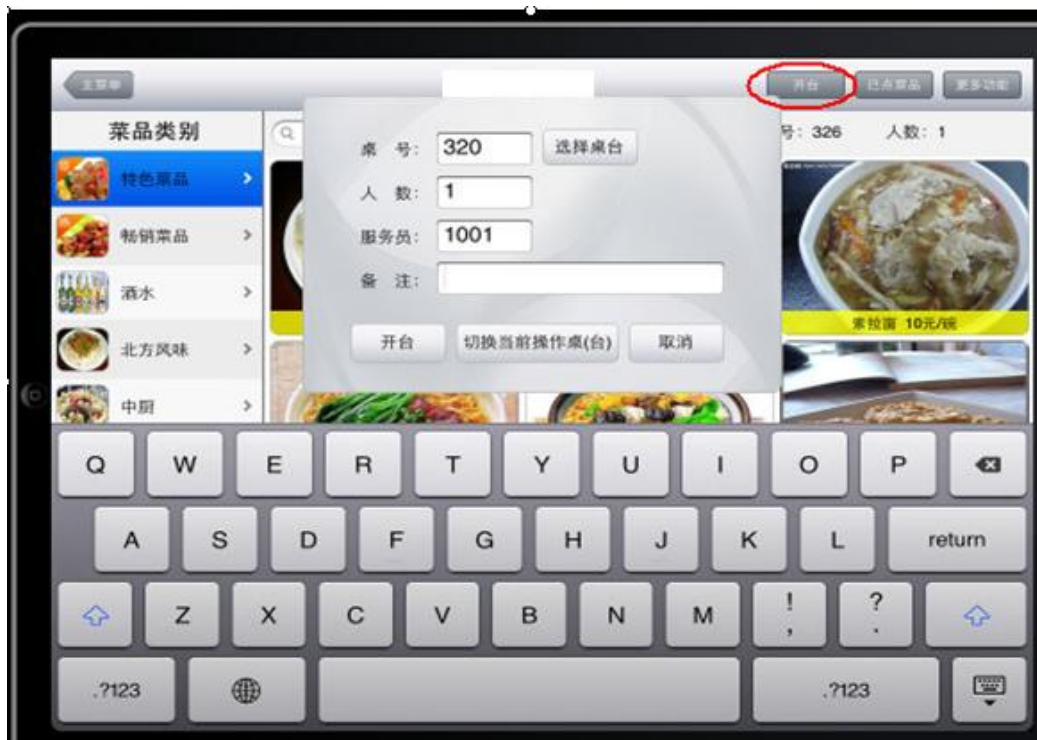 主菜单
开台
已点菜品
更多功能
菜品类别
号: 326 人数: 1
桌 号: 320 选择桌台
人 数: 1
服务员: 1001
备 注:
开台 切换当前操作桌(台) 取消
特色菜品
畅销菜品
酒水
北方风味
中厨
索拉面 10元/碗
Q W E R T Y U I O P
A S D F G H J K L return
Z X C V B N M ! , ? .
.?123 .?123